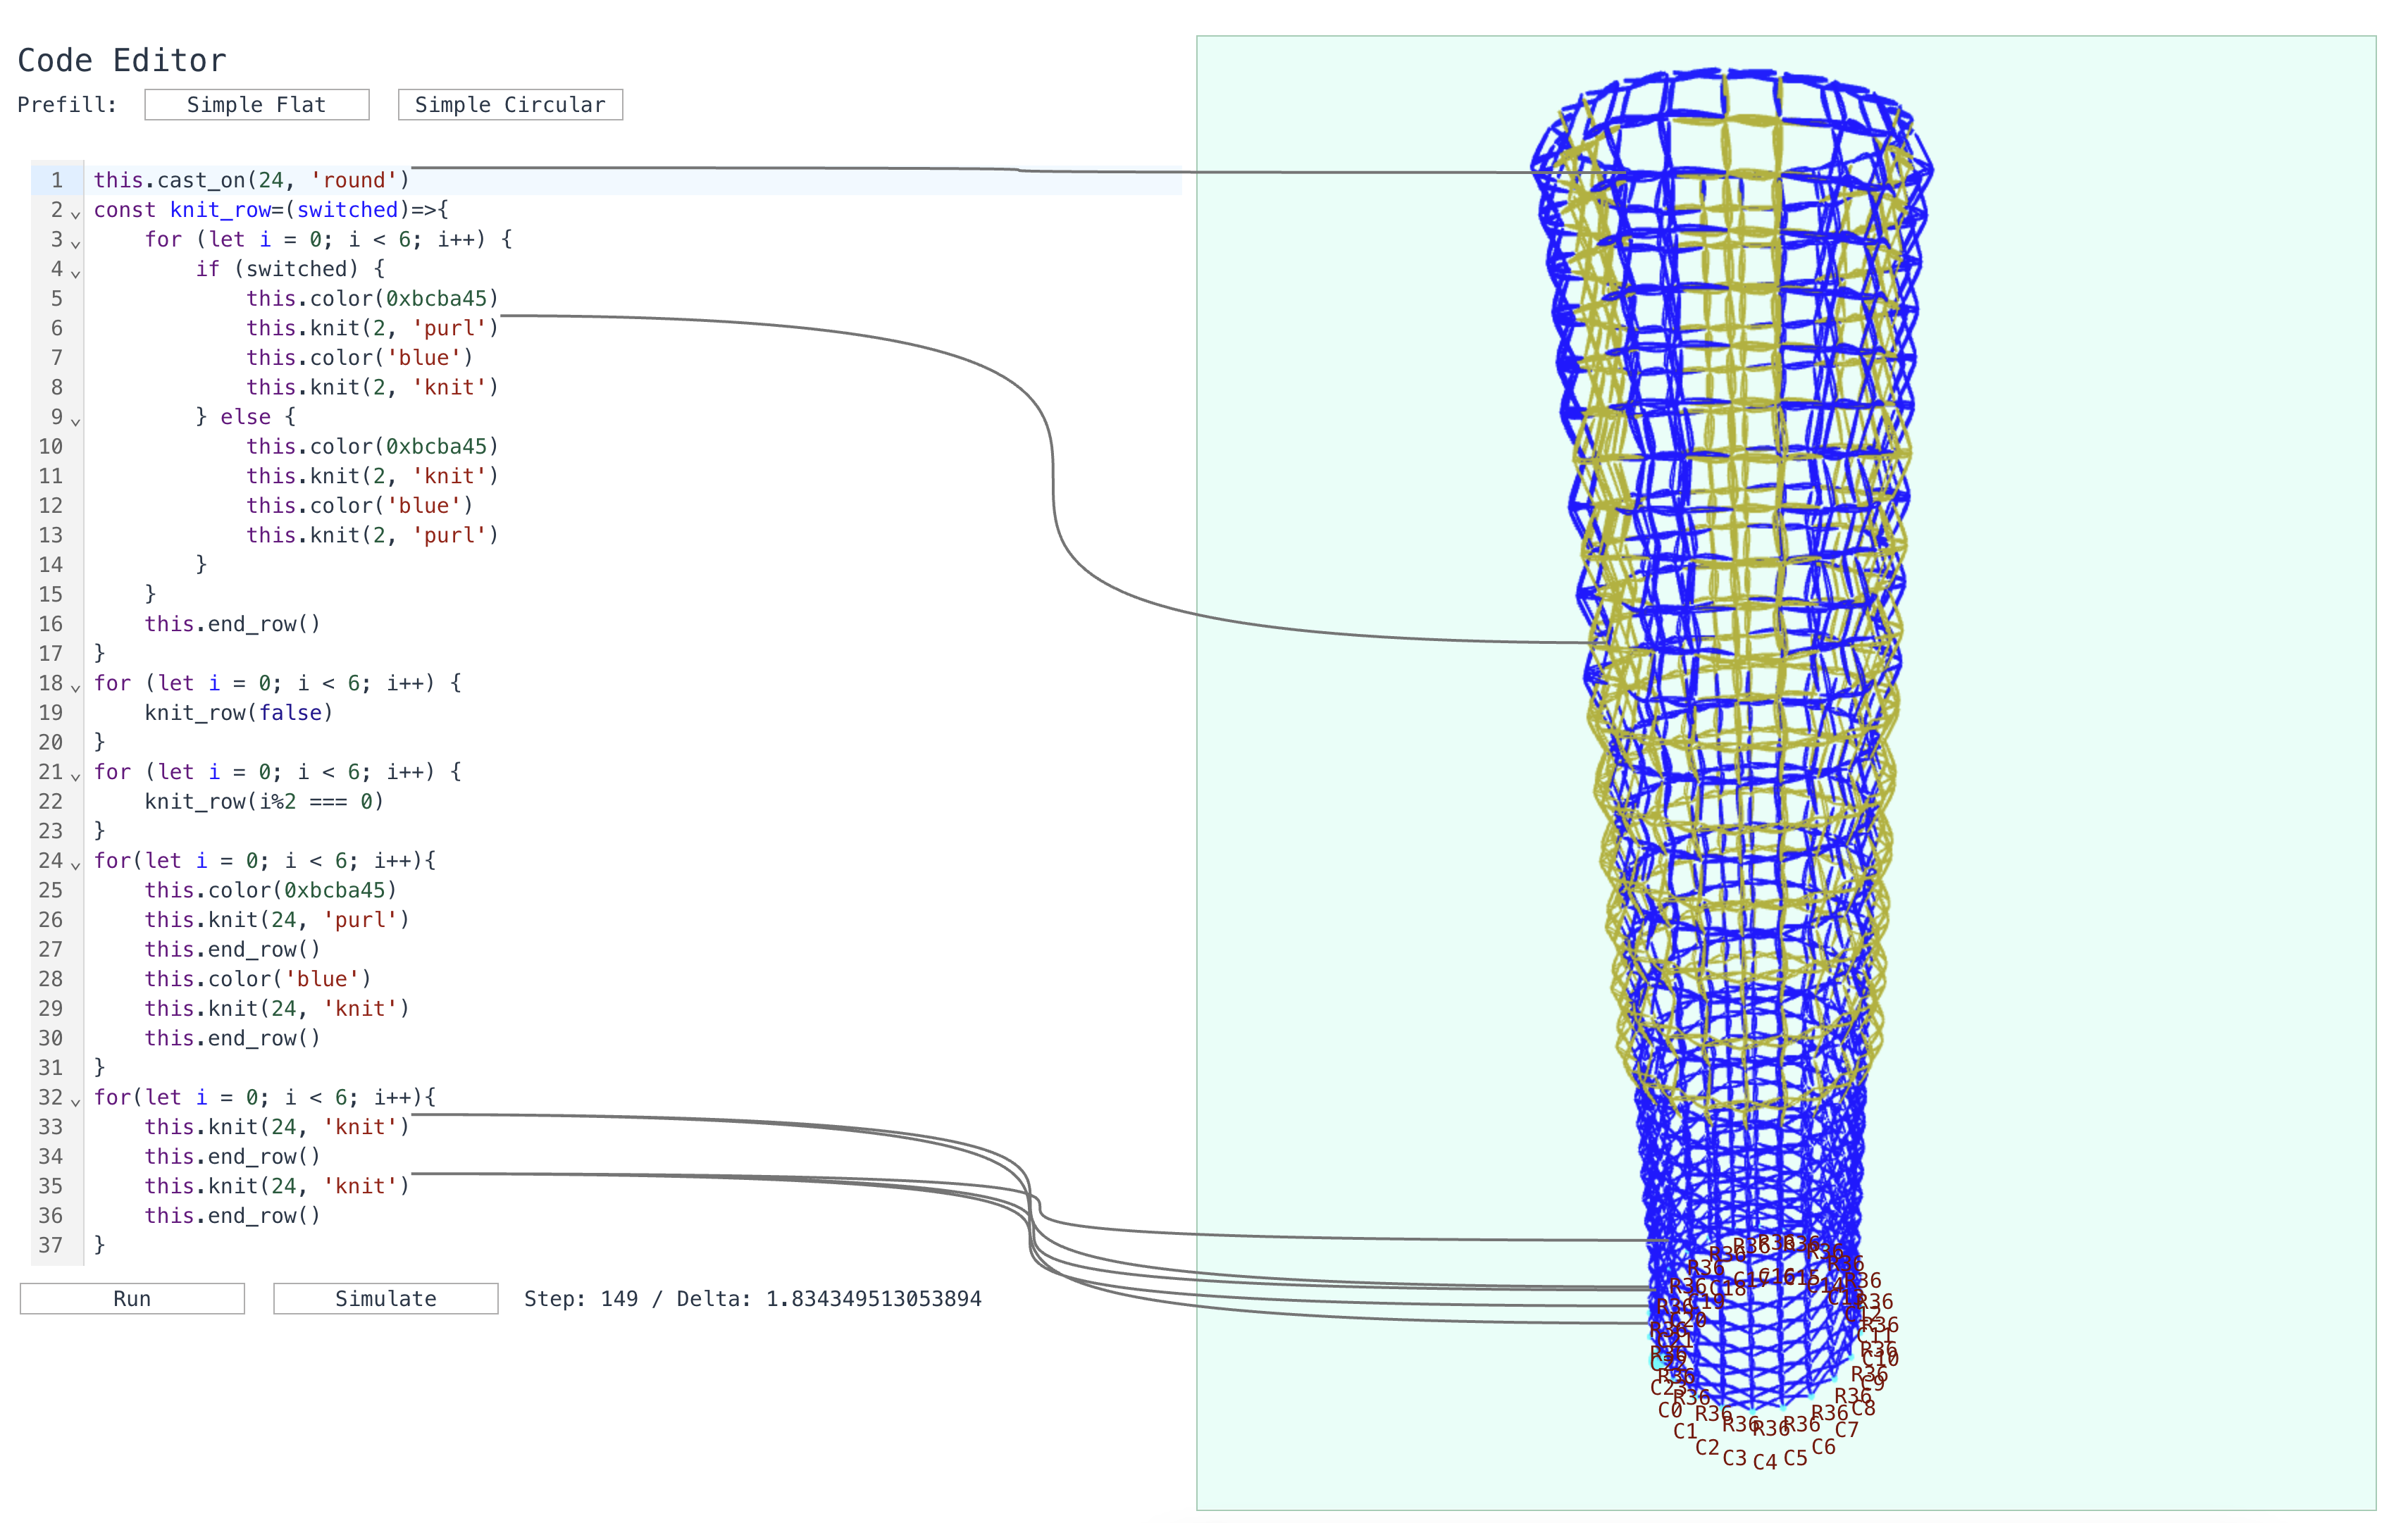 Code Editor
Prefill: Simple Flat Simple Circular
1 this.cast_on(24, 'round')
2 const knit_row=(switched)=>{
3     for (let i = 0; i < 6; i++) {
4         if (switched) {
5             this.color(0xbcba45)
6             this.knit(2, 'purl')
7             this.color('blue')
8             this.knit(2, 'knit')
9         } else {
10             this.color(0xbcba45)
11             this.knit(2, 'knit')
12             this.color('blue')
13             this.knit(2, 'purl')
14         }
15     }
16     this.end_row()
17 }
18 for (let i = 0; i < 6; i++) {
19     knit_row(false)
20 }
21 for (let i = 0; i < 6; i++) {
22     knit_row(i%2 === 0)
23 }
24 for(let i = 0; i < 6; i++){
25     this.color(0xbcba45)
26     this.knit(24, 'purl')
27     this.end_row()
28     this.color('blue')
29     this.knit(24, 'knit')
30     this.end_row()
31 }
32 for(let i = 0; i < 6; i++){
33     this.knit(24, 'knit')
34     this.end_row()
35     this.knit(24, 'knit')
36     this.end_row()
37 }
Run Simulate Step: 149 / Delta: 1.834349513053894
R36 R36 R36 R36 R36
R36 R36
C18 C14
R36 R36
C19
R36 R36
C20 C12
R36
C11
R36
C10
R36 R36
C23 C9
R36 R36
C0 C8
R36 R36
C1 C7
R36 R36 R36
C2 C6
C3 C4 C5